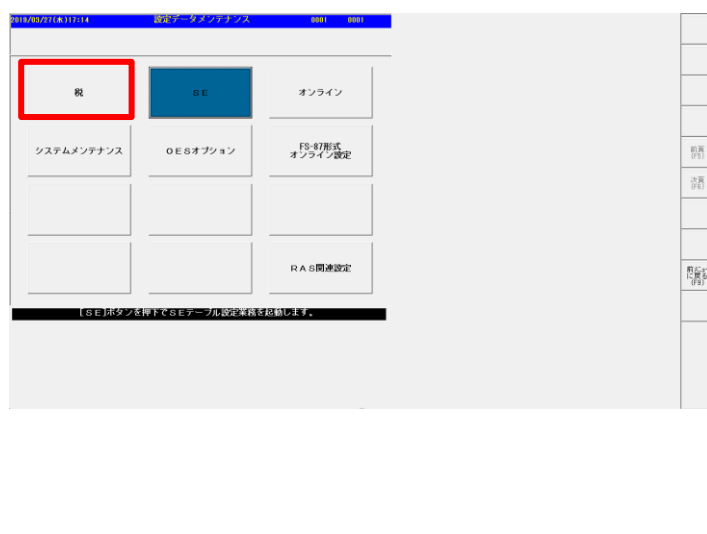 2019/03/27(水)17:14 設定データメンテナンス 0001 0001
税
SE
オンライン
システムメンテナンス
OESオプション
FS-87形式
オンライン設定
RAS関連設定
[SE]ボタンを押下でSEテーブル設定業務を起動します。
前頁
(F5)
次頁
(F6)
に戻る
(F9)